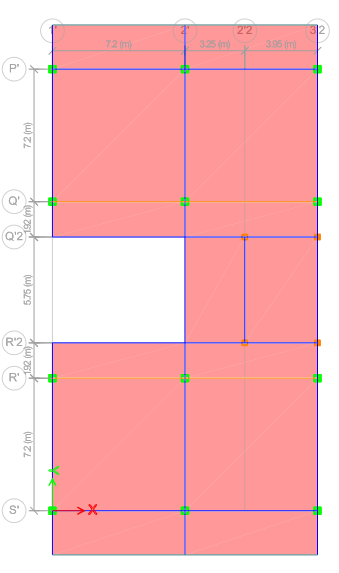 1' 2' 2'2 3'2
7.2 (m) 3.25 (m) 3.95 (m)
P'
7.2 (m)
Q'
1.92 (m)
Q'2
5.75 (m)
R'2
1.92 (m)
R'
7.2 (m)
Y
S' X